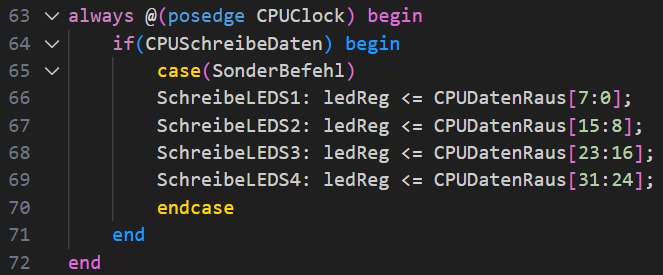 63 always @(posedge CPUClock) begin
64 if(CPUSchreibeDaten) begin
65 case(SonderBefehl)
66 SchreibeLEDS1: ledReg <= CPUDatenRaus[7:0];
67 SchreibeLEDS2: ledReg <= CPUDatenRaus[15:8];
68 SchreibeLEDS3: ledReg <= CPUDatenRaus[23:16];
69 SchreibeLEDS4: ledReg <= CPUDatenRaus[31:24];
70 endcase
71 end
72 end